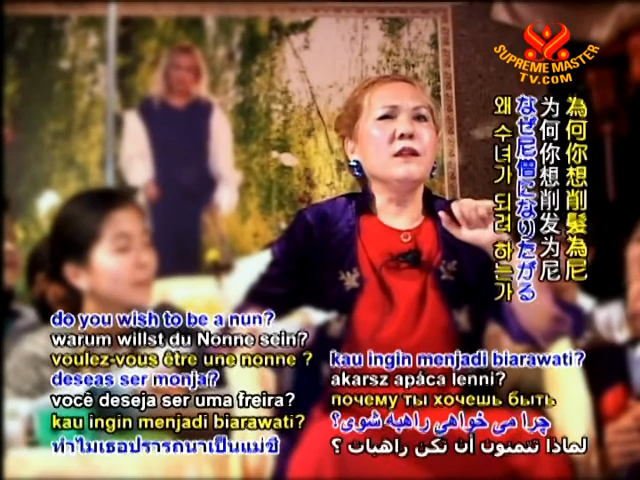 SUPREME MASTER
TV.COM
為何你想削髮為尼
为何你想削发为尼
なぜ尼僧になりたがる
왜 수녀가 되려 하는가
do you wish to be a nun?
warum willst du Nonne sein?
voulez-vous être une nonne ?
deseas ser monja?
você deseja ser uma freira?
kau ingin menjadi biarawati?
ทำไมเธอปรารถนาเป็นแม่ชี
kau ingin menjadi biarawati?
akarsz apáca lenni?
почему ты хочешь быть
چرا می خواهی راهبه شوی؟
لماذا تتمنون أن تكن راهبات ؟